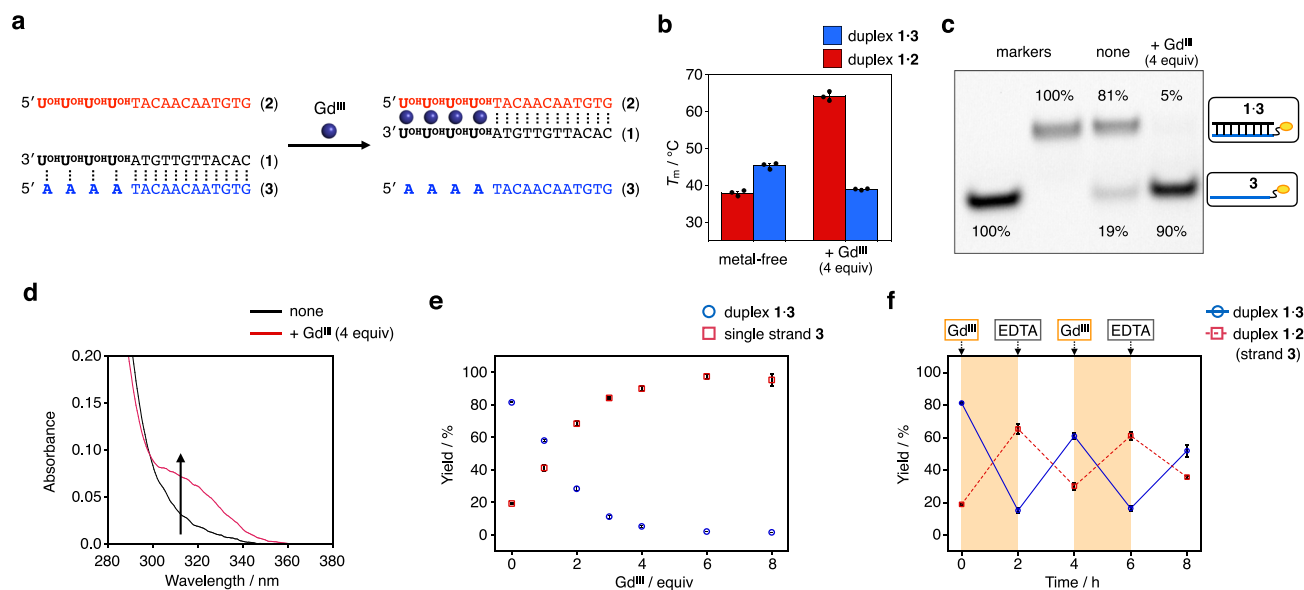 a
5′ UᴼᴴUᴼᴴUᴼᴴUᴼᴴTACAACAATGTG (2)
3′UᴼᴴUᴼᴴUᴼᴴUᴼᴴATGTTGTTACAC (1)
5′ A A A A TACAACAATGTG (3)
Gdᴵᴵᴵ
5′ UᴼᴴUᴼᴴUᴼᴴUᴼᴴTACAACAATGTG (2)
3′UᴼᴴUᴼᴴUᴼᴴUᴼᴴATGTTGTTACAC (1)
5′ A A A A TACAACAATGTG (3)
b
duplex 1·3
duplex 1·2
Tm / °C
70
60
50
40
30
metal-free
+ Gdᴵᴵᴵ
(4 equiv)
c
markers
none
+ Gdᴵᴵᴵ
(4 equiv)
100%
81%
5%
100%
19%
90%
1·3
3
d
none
+ Gdᴵᴵᴵ (4 equiv)
Absorbance
0.20
0.15
0.10
0.05
0.0
280 300 320 340 360 380
Wavelength / nm
e
duplex 1·3
single strand 3
Yield / %
100
80
60
40
20
0
0 2 4 6 8
Gdᴵᴵᴵ / equiv
f
duplex 1·3
duplex 1·2
(strand 3)
Gdᴵᴵᴵ EDTA Gdᴵᴵᴵ EDTA
Yield / %
100
80
60
40
20
0
0 2 4 6 8
Time / h